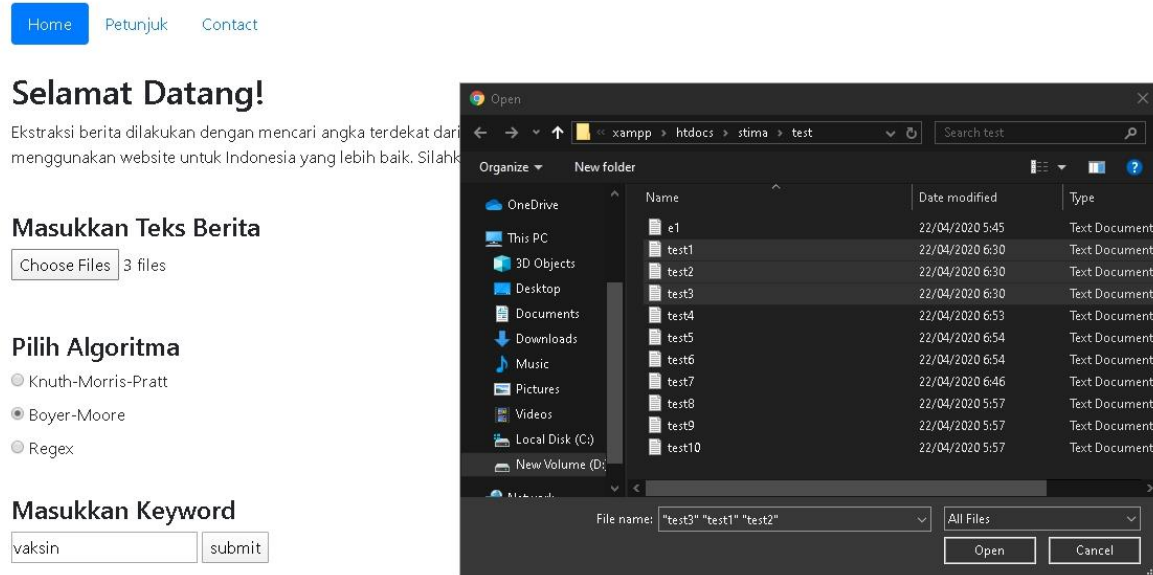 Home Petunjuk Contact
Selamat Datang!
Ekstraksi berita dilakukan dengan mencari angka terdekat dari
menggunakan website untuk Indonesia yang lebih baik. Silahk
Masukkan Teks Berita
Choose Files 3 files
Pilih Algoritma
Knuth-Morris-Pratt
Boyer-Moore
Regex
Masukkan Keyword
vaksin submit
Open
« xampp > htdocs > stima > test Search test
Organize New folder
OneDrive
This PC
3D Objects
Desktop
Documents
Downloads
Music
Pictures
Videos
Local Disk (C:)
New Volume (D:
Name Date modified Type
e1 22/04/2020 5:45 Text Document
test1 22/04/2020 6:30 Text Document
test2 22/04/2020 6:30 Text Document
test3 22/04/2020 6:30 Text Document
test4 22/04/2020 6:53 Text Document
test5 22/04/2020 6:54 Text Document
test6 22/04/2020 6:54 Text Document
test7 22/04/2020 6:46 Text Document
test8 22/04/2020 5:57 Text Document
test9 22/04/2020 5:57 Text Document
test10 22/04/2020 5:57 Text Document
File name: "test3" "test1" "test2" All Files
Open Cancel